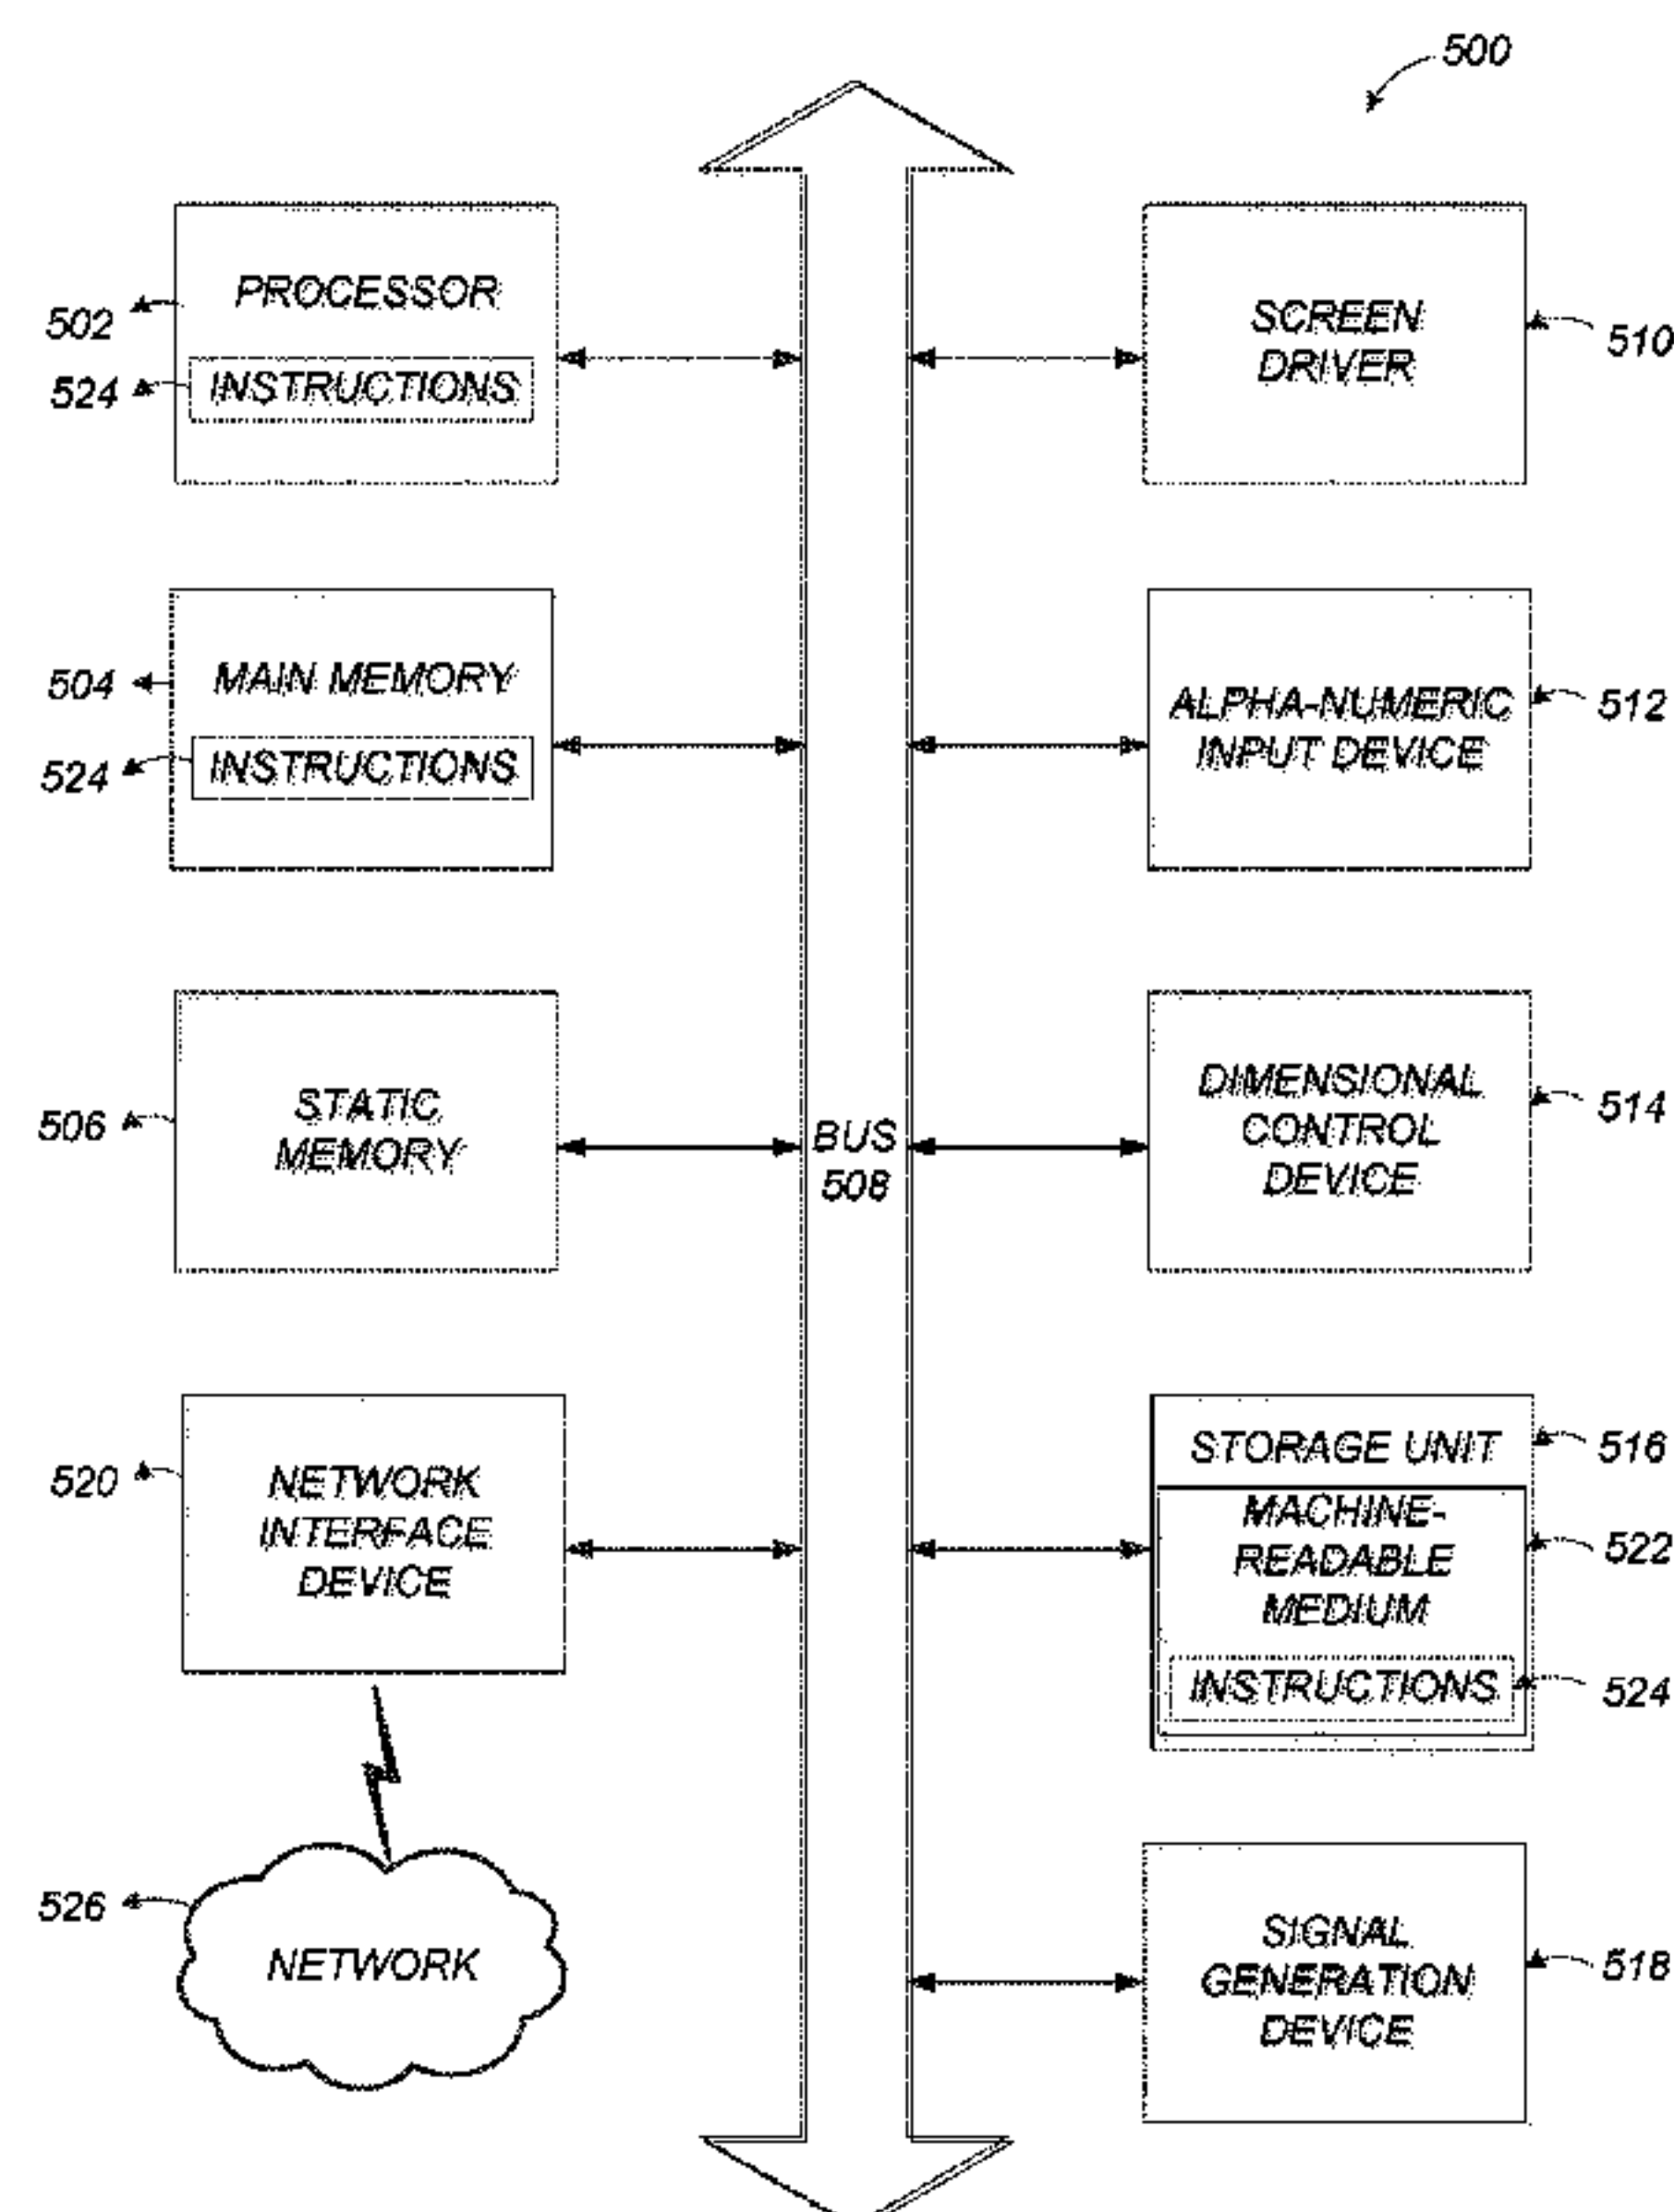 500
PROCESSOR
502
524
INSTRUCTIONS
SCREEN
DRIVER
510
MAIN MEMORY
504
524
INSTRUCTIONS
ALPHA-NUMERIC
INPUT DEVICE
512
STATIC
MEMORY
506
BUS
508
DIMENSIONAL
CONTROL
DEVICE
514
NETWORK
INTERFACE
DEVICE
520
STORAGE UNIT
516
MACHINE-
READABLE
MEDIUM
522
INSTRUCTIONS
524
526
NETWORK
SIGNAL
GENERATION
DEVICE
518